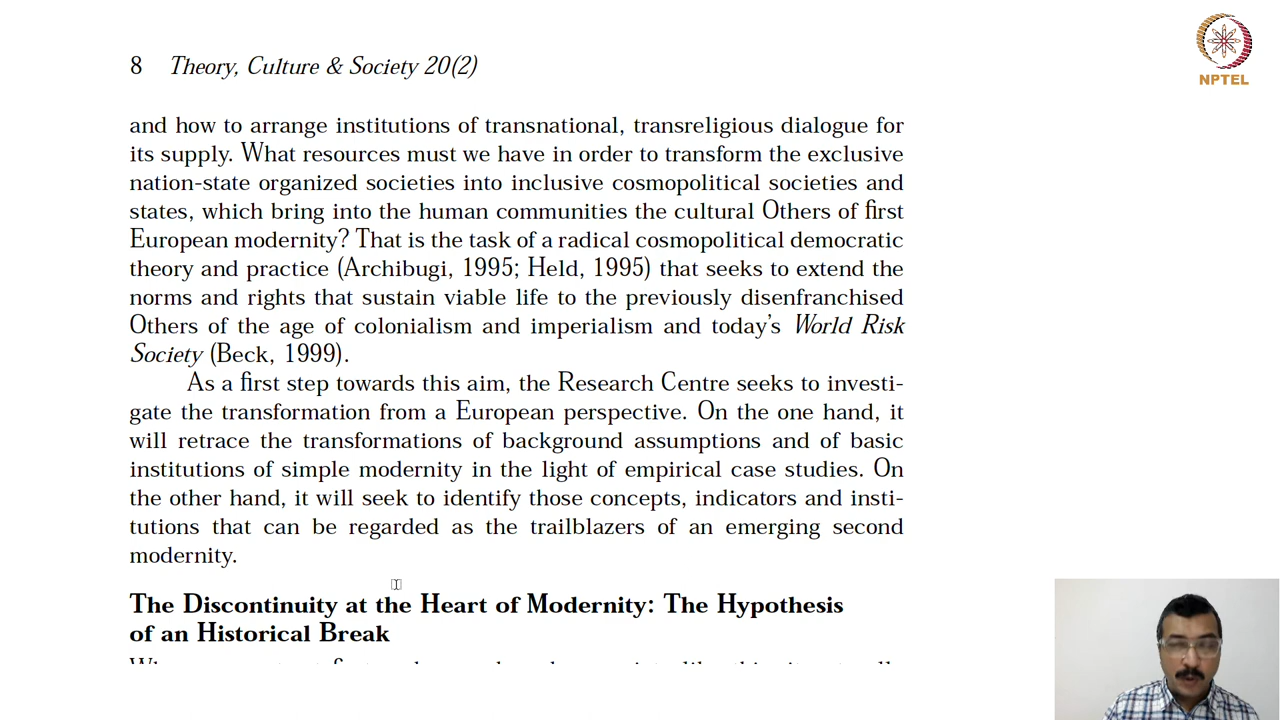 8 Theory, Culture & Society 20(2)
NPTEL
and how to arrange institutions of transnational, transreligious dialogue for
its supply. What resources must we have in order to transform the exclusive
nation-state organized societies into inclusive cosmopolitical societies and
states, which bring into the human communities the cultural Others of first
European modernity? That is the task of a radical cosmopolitical democratic
theory and practice (Archibugi, 1995; Held, 1995) that seeks to extend the
norms and rights that sustain viable life to the previously disenfranchised
Others of the age of colonialism and imperialism and today's World Risk
Society (Beck, 1999).
As a first step towards this aim, the Research Centre seeks to investi-
gate the transformation from a European perspective. On the one hand, it
will retrace the transformations of background assumptions and of basic
institutions of simple modernity in the light of empirical case studies. On
the other hand, it will seek to identify those concepts, indicators and insti-
tutions that can be regarded as the trailblazers of an emerging second
modernity.
The Discontinuity at the Heart of Modernity: The Hypothesis
of an Historical Break